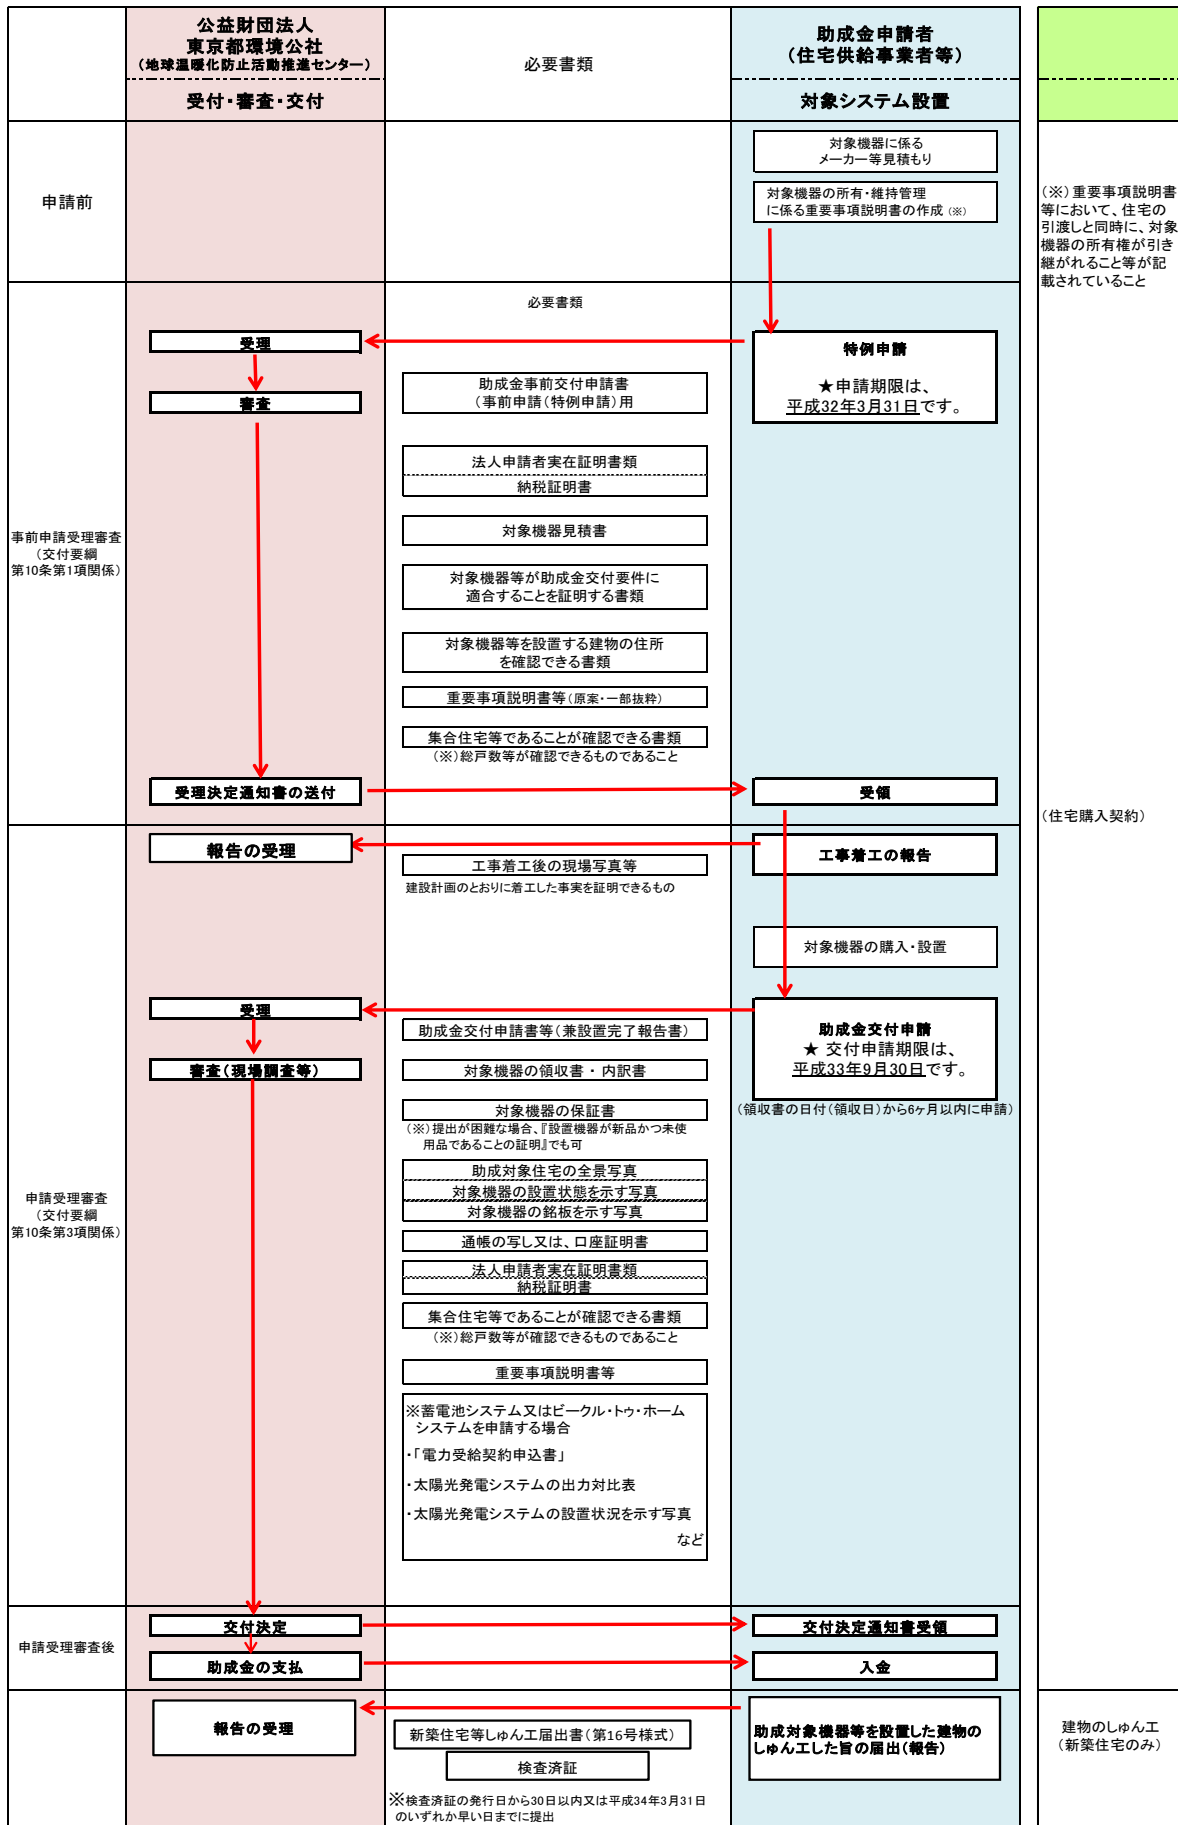 公益財団法人
東京都環境公社
(地球温暖化防止活動推進センター)
受付・審査・交付
必要書類
助成金申請者
(住宅供給事業者等)
対象システム設置
申請前
対象機器に係る
メーカー等見積もり
対象機器の所有・維持管理
に係る重要事項説明書の作成 (※)
(※)重要事項説明書
等において、住宅の
引渡しと同時に、対象
機器の所有権が引き
継がれること等が記
載されていること
事前申請受理審査
(交付要綱
第10条第1項関係)
必要書類
受理
審査
特例申請
★申請期限は、
平成32年3月31日です。
助成金事前交付申請書
(事前申請(特例申請)用
法人申請者実在証明書類
納税証明書
対象機器見積書
対象機器等が助成金交付要件に
適合することを証明する書類
対象機器等を設置する建物の住所
を確認できる書類
重要事項説明書等(原案・一部抜粋)
集合住宅等であることが確認できる書類
(※)総戸数等が確認できるものであること
受理決定通知書の送付
受領
(住宅購入契約)
報告の受理
工事着工後の現場写真等
建設計画のとおりに着工した事実を証明できるもの
工事着工の報告
対象機器の購入・設置
申請受理審査
(交付要綱
第10条第3項関係)
受理
審査(現場調査等)
助成金交付申請
★ 交付申請期限は、
平成33年9月30日です。
(領収書の日付(領収日)から6ヶ月以内に申請)
助成金交付申請書等(兼設置完了報告書)
対象機器の領収書 ・ 内訳書
対象機器の保証書
(※)提出が困難な場合、『設置機器が新品かつ未使
用品であることの証明』でも可
助成対象住宅の全景写真
対象機器の設置状態を示す写真
対象機器の銘板を示す写真
通帳の写し又は、口座証明書
法人申請者実在証明書類
納税証明書
集合住宅等であることが確認できる書類
(※)総戸数等が確認できるものであること
重要事項説明書等
※蓄電池システム又はビークル・トゥ・ホーム
システムを申請する場合
・「電力受給契約申込書」
・太陽光発電システムの出力対比表
・太陽光発電システムの設置状況を示す写真
など
申請受理審査後
交付決定
交付決定通知書受領
助成金の支払
入金
報告の受理
新築住宅等しゅん工届出書(第16号様式)
検査済証
※検査済証の発行日から30日以内又は平成34年3月31日
のいずれか早い日までに提出
助成対象機器等を設置した建物の
しゅん工した旨の届出(報告)
建物のしゅん工
(新築住宅のみ)